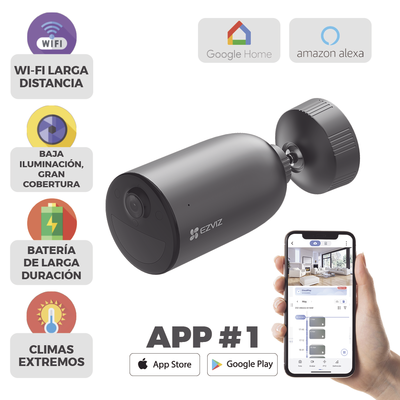 WiFi
WI-FI LARGA
DISTANCIA
BAJA
ILUMINACIÓN,
GRAN
COBERTURA
BATERÍA
DE LARGA
DURACIÓN
CLIMAS
EXTREMOS
Google Home
amazon alexa
EZVIZ
APP #1
App Store
Google Play